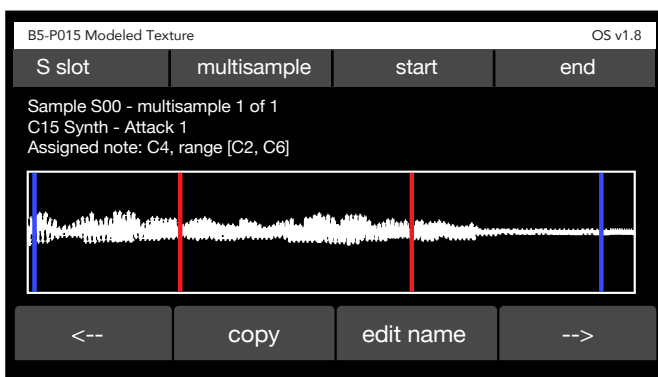 B5-P015 Modeled Texture OS v1.8
S slot multisample start end
Sample S00 - multisample 1 of 1
C15 Synth - Attack 1
Assigned note: C4, range [C2, C6]
<-- copy edit name -->